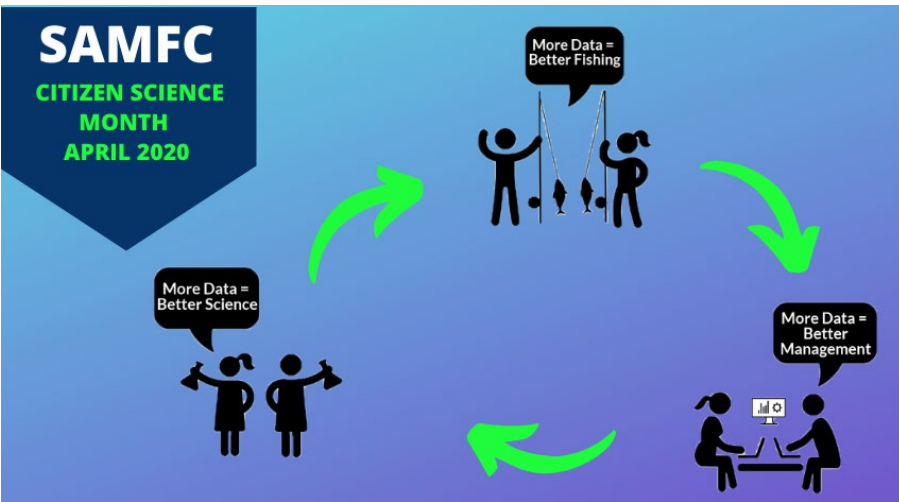 SAMFC
CITIZEN SCIENCE
MONTH
APRIL 2020
More Data =
Better Fishing
More Data =
Better Science
More Data =
Better
Management